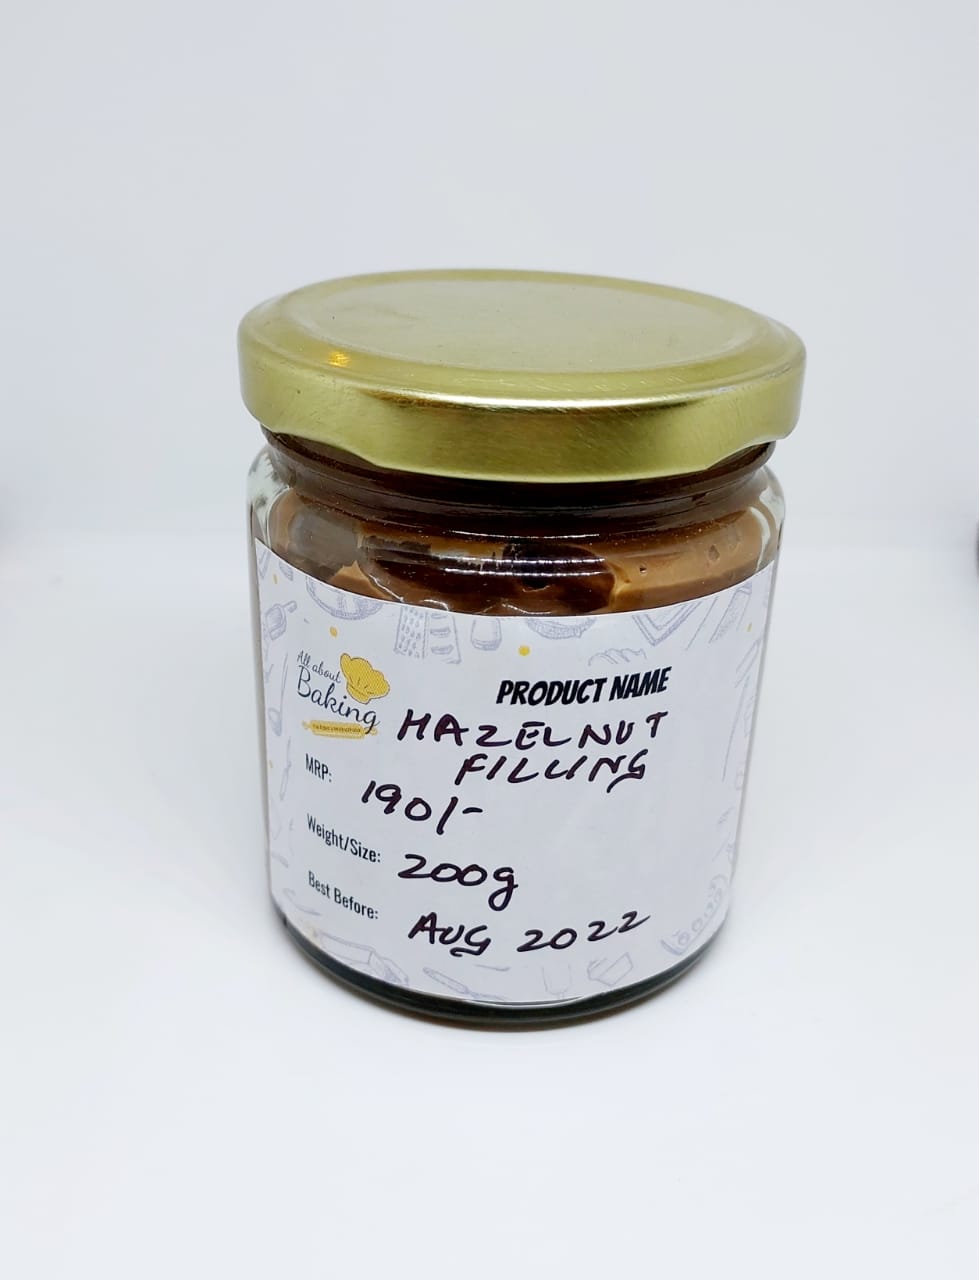 All about
Baking
PRODUCT NAME
HAZELNUT
FILLING
MRP:
190/-
Weight/Size:
200g
Best Before:
AUG 2022